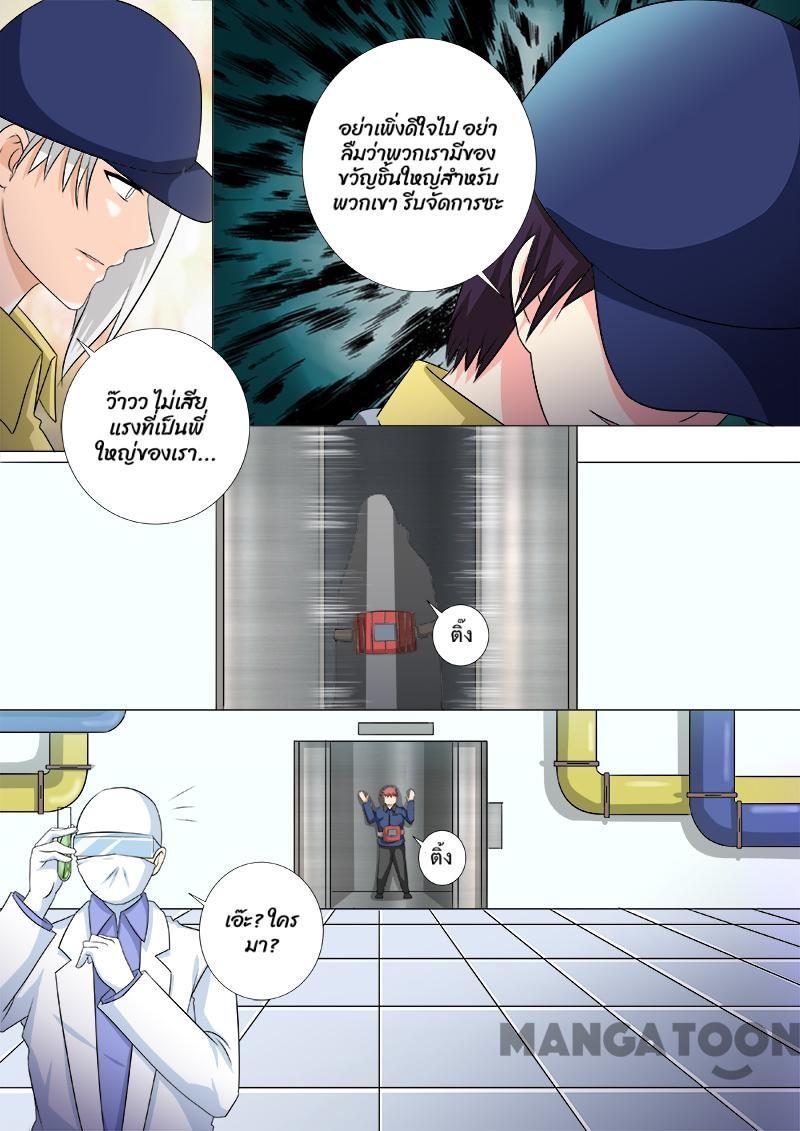 อย่าเพิ่งดีใจไป อย่า
ลืมว่าพวกเรามีของ
ขวัญชิ้นใหญ่สำหรับ
พวกเขา รีบจัดการซะ
ว๊าวว ไม่เสีย
แรงที่เป็นพี่
ใหญ่ของเรา...
ติ๊ง
ติ้ง
เอ๊ะ? ใคร
มา?
MANGATOON